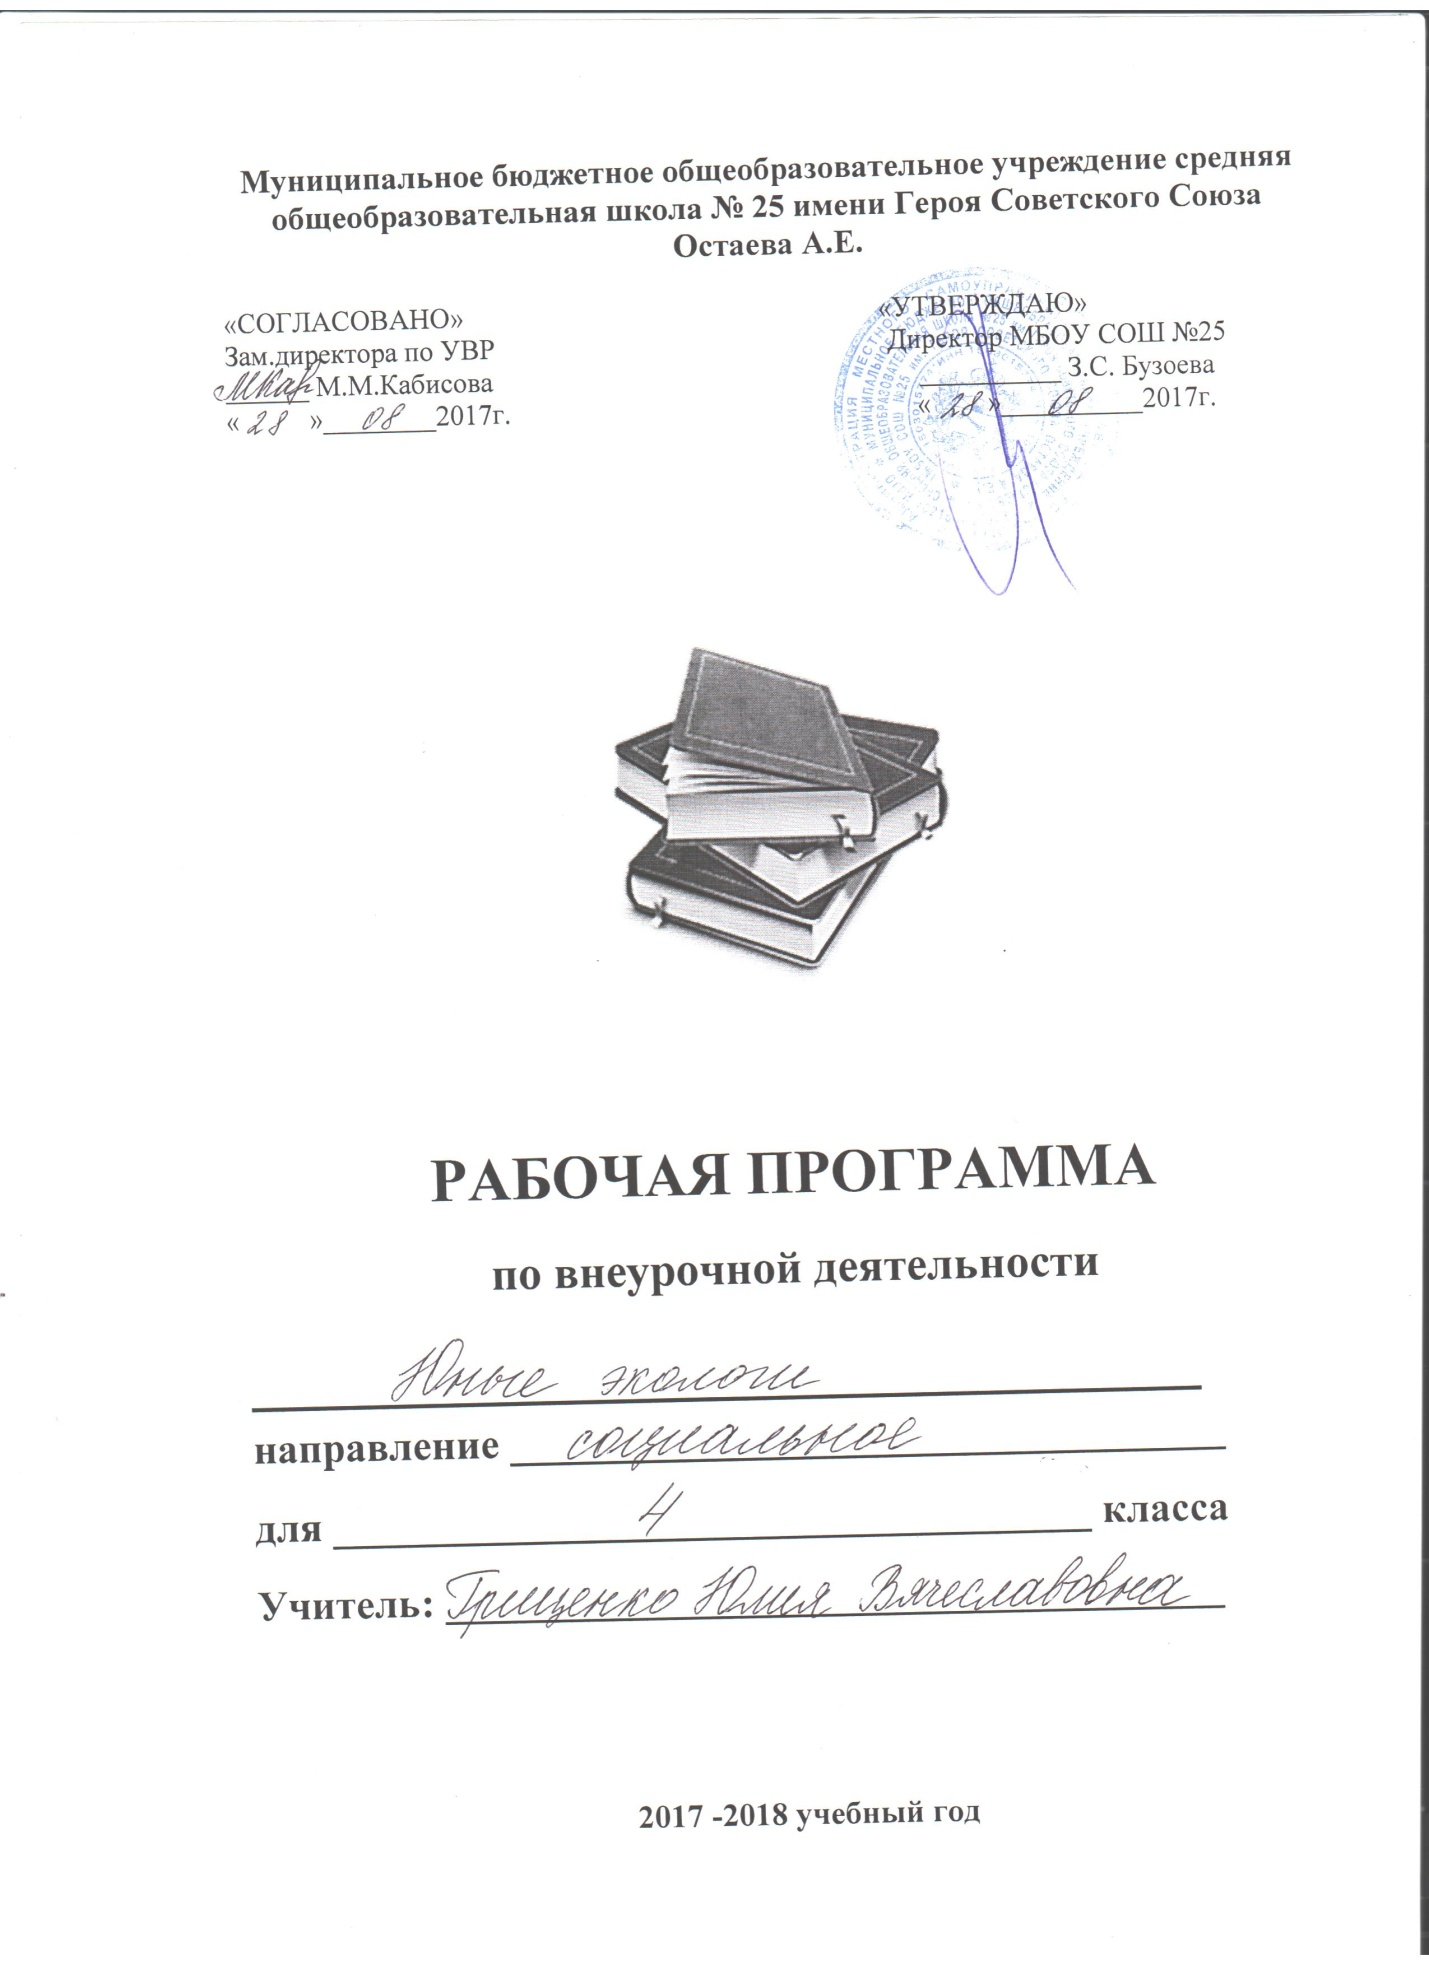 Муниципальное бюджетное общеобразовательное учреждение средняя
общеобразовательная школа № 25 имени Героя Советского Союза
Остаева А.Е.
«СОГЛАСОВАНО»
Зам.директора по УВР
М.М.Кабисова
« 28 » 08 2017г.
«УТВЕРЖДАЮ»
Директор МБОУ СОШ №25
З.С. Бузоева
« 28 » 08 2017г.
РАБОЧАЯ ПРОГРАММА
по внеурочной деятельности
Юные экологи
направление социальное
для 4 класса
Учитель: Грищенко Юлия Вячеславовна
2017 -2018 учебный год